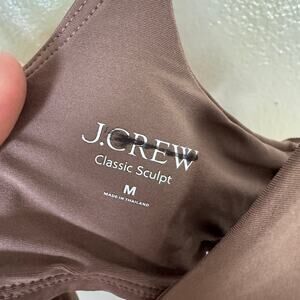 J.CREW
Classic Sculpt
M
MADE IN THAILAND